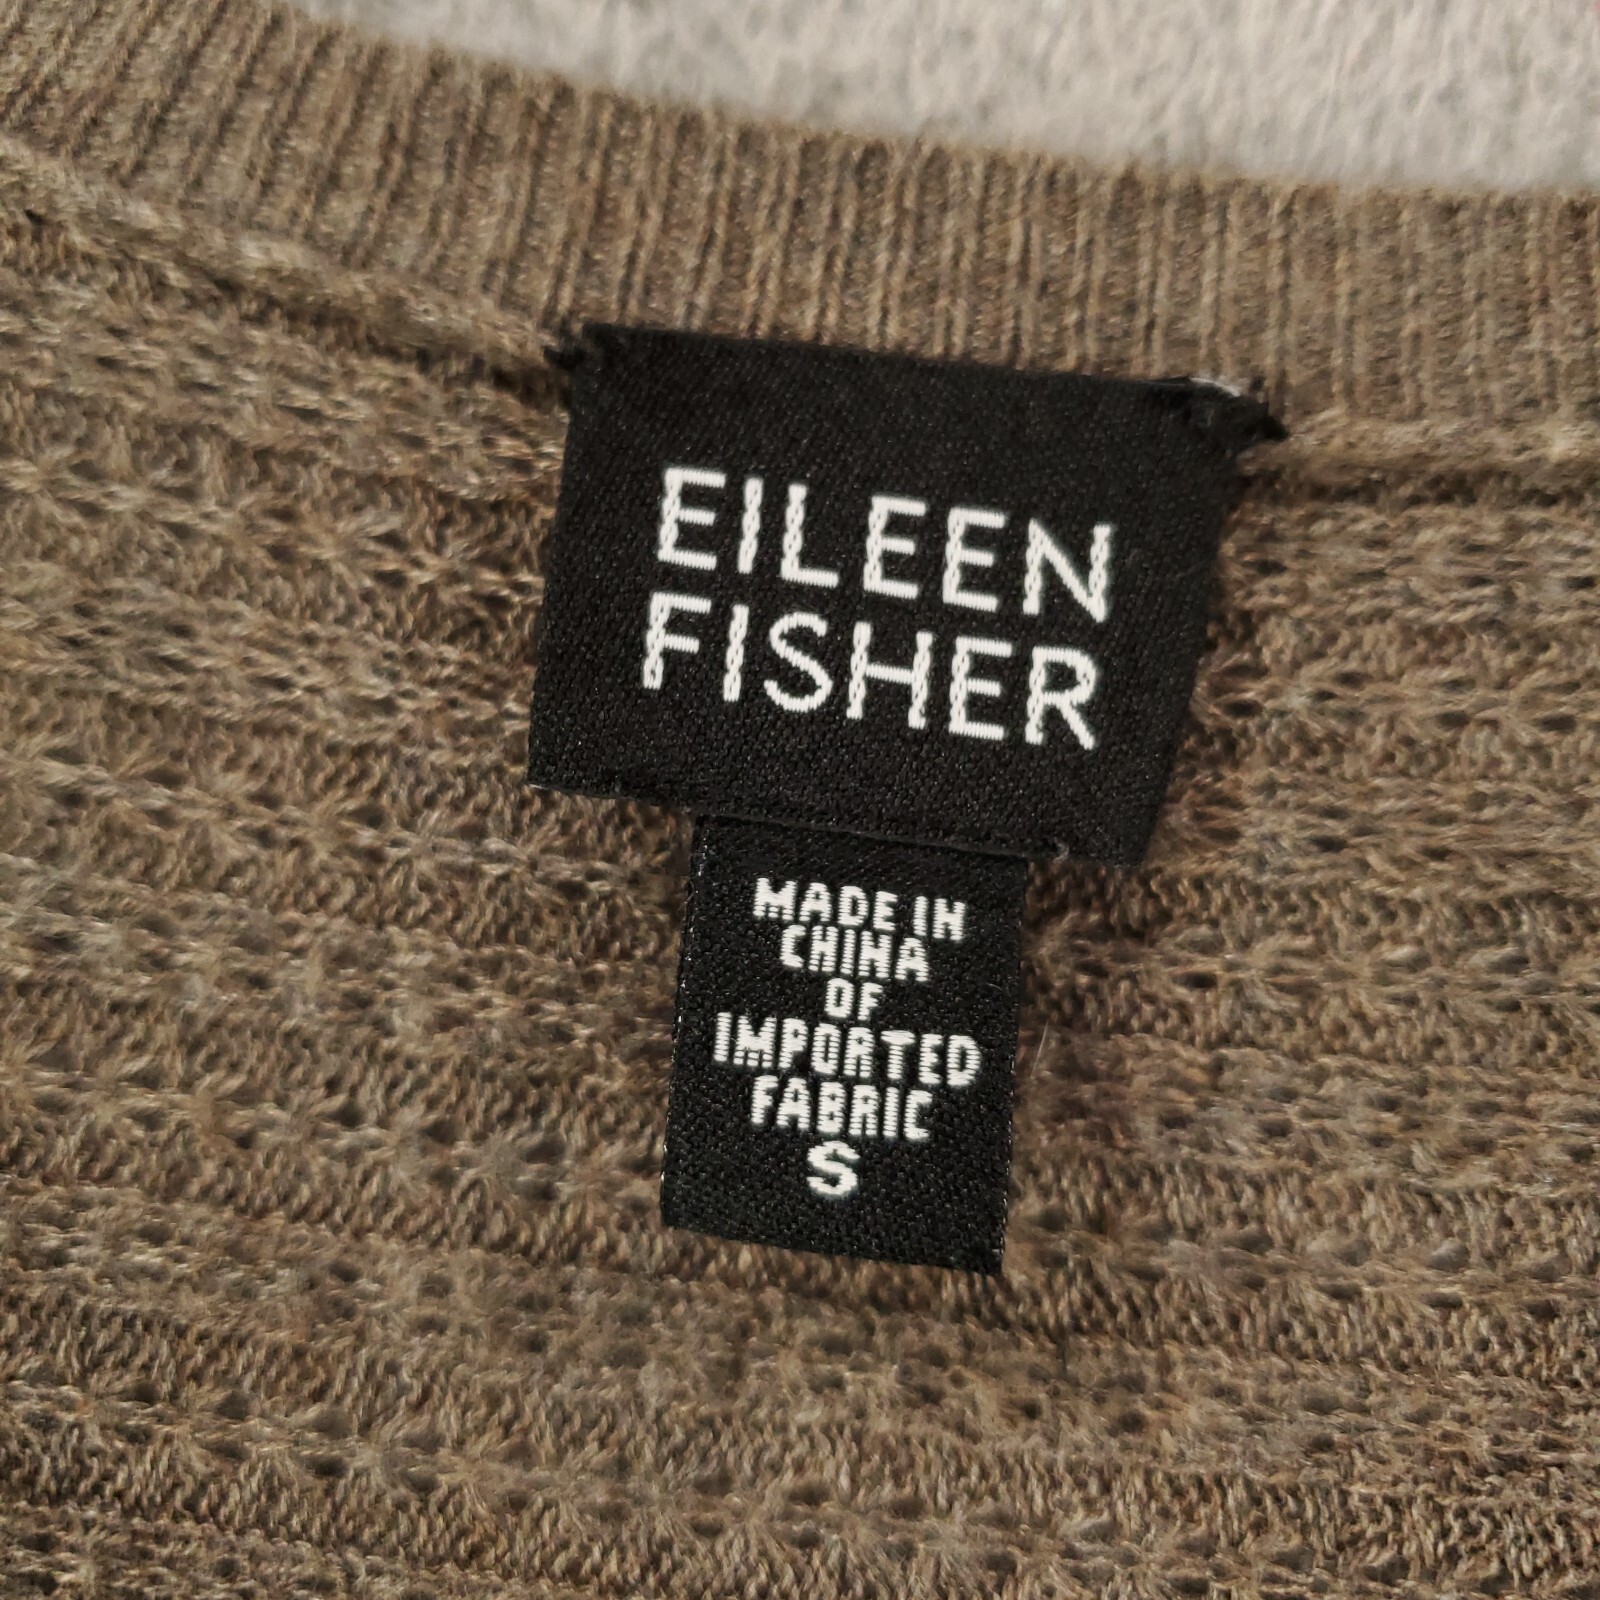 EILEEN
FISHER
MADE IN
CHINA
OF
IMPORTED
FABRIC
S